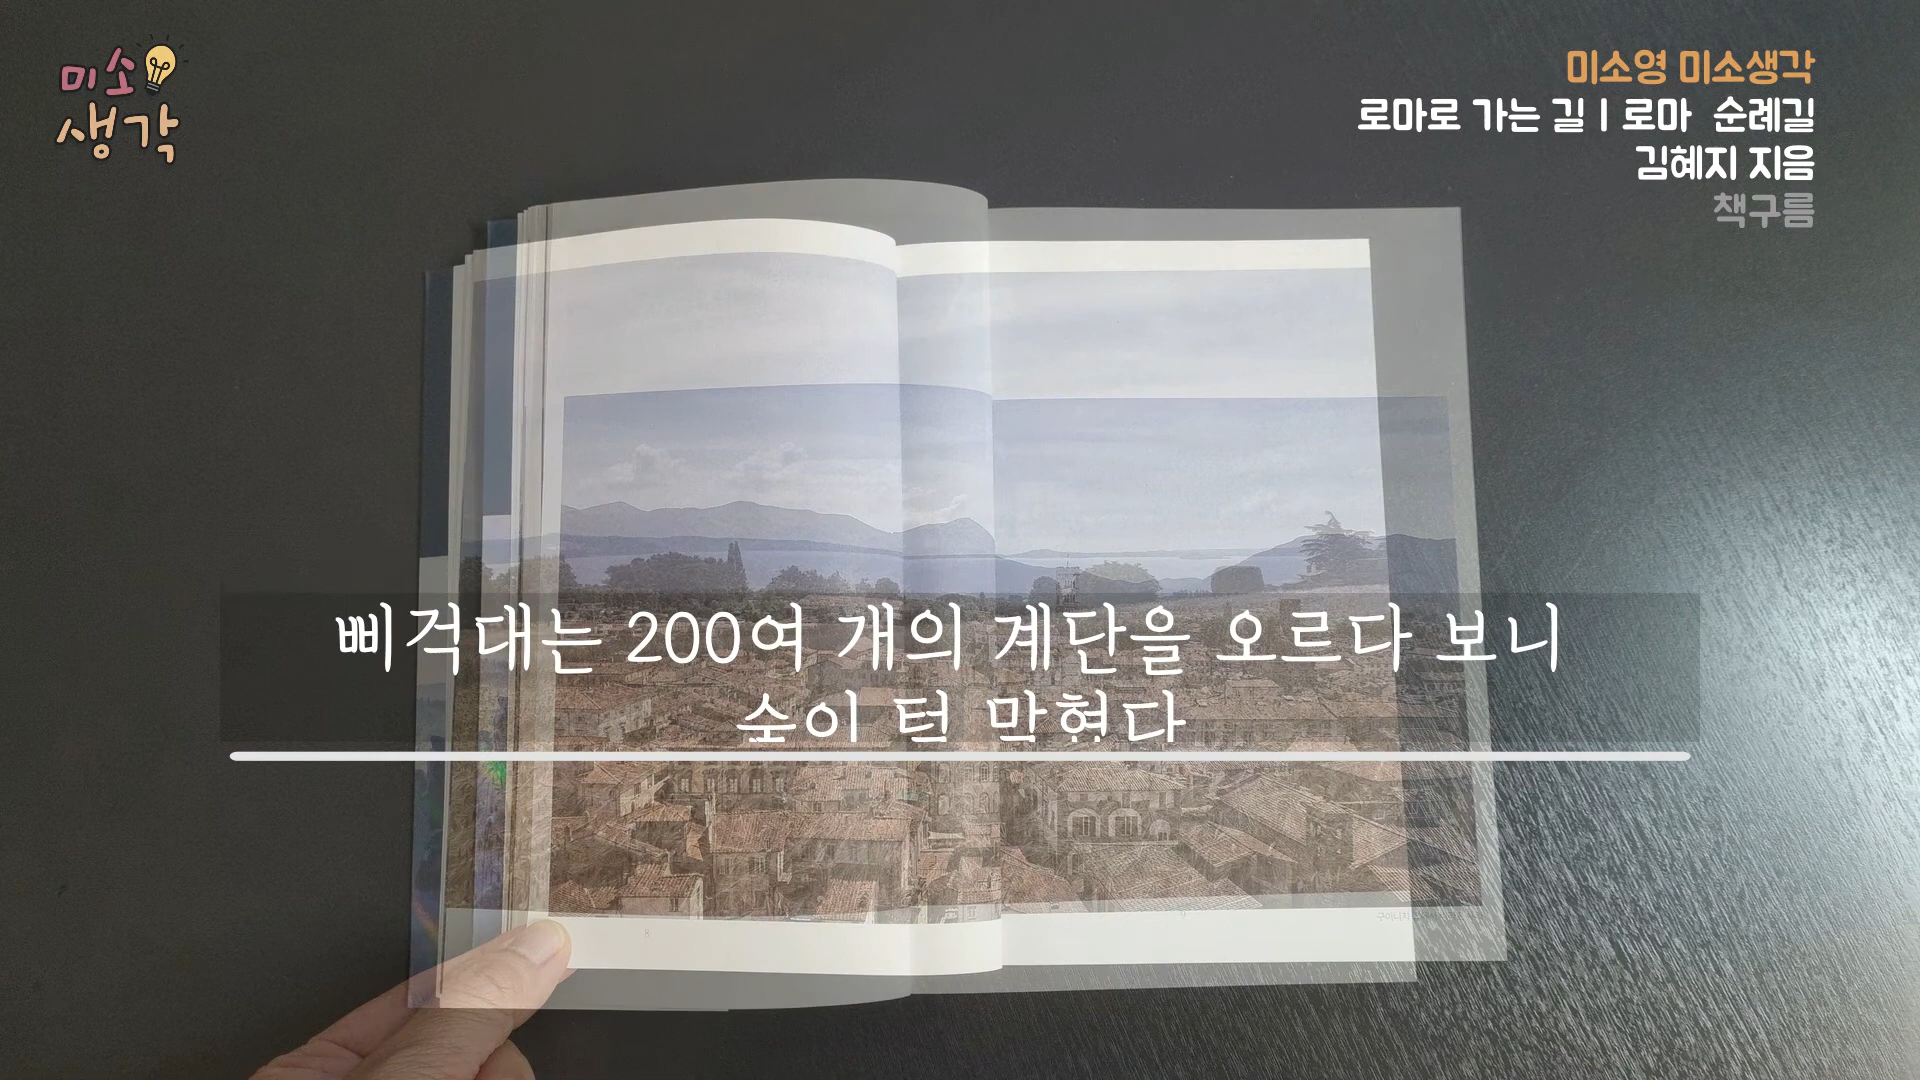 미소
생각
미소영 미소생각
로마로 가는 길 | 로마 순례길
김혜지 지음
책구름
삐걱대는 200여 개의 계단을 오르다 보니
숨이 턱 막혔다
8
9